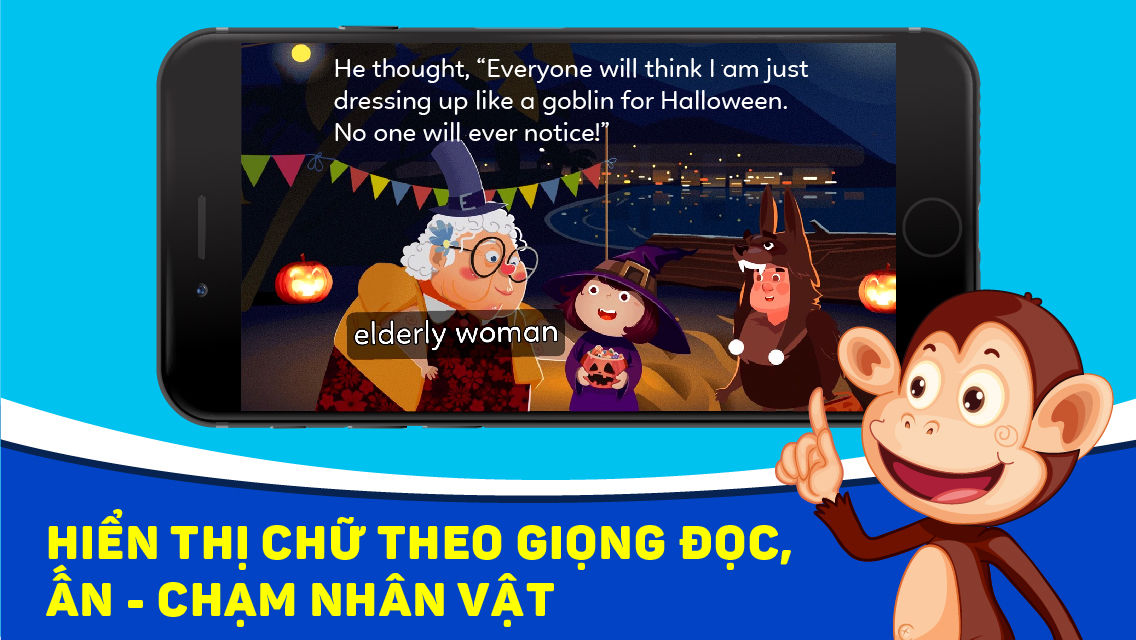 He thought, “Everyone will think I am just
dressing up like a goblin for Halloween.
No one will ever notice!”
elderly woman
HIỂN THỊ CHỮ THEO GIỌNG ĐỌC,
ẤN - CHẠM NHÂN VẬT